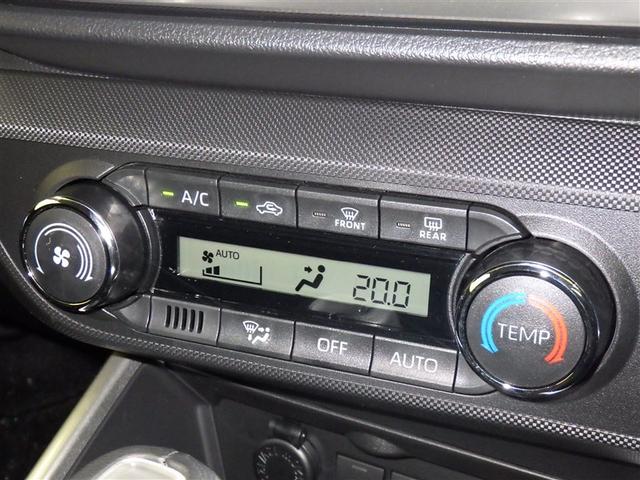 A/C
FRONT
REAR
AUTO
20.0
TEMP
OFF
AUTO